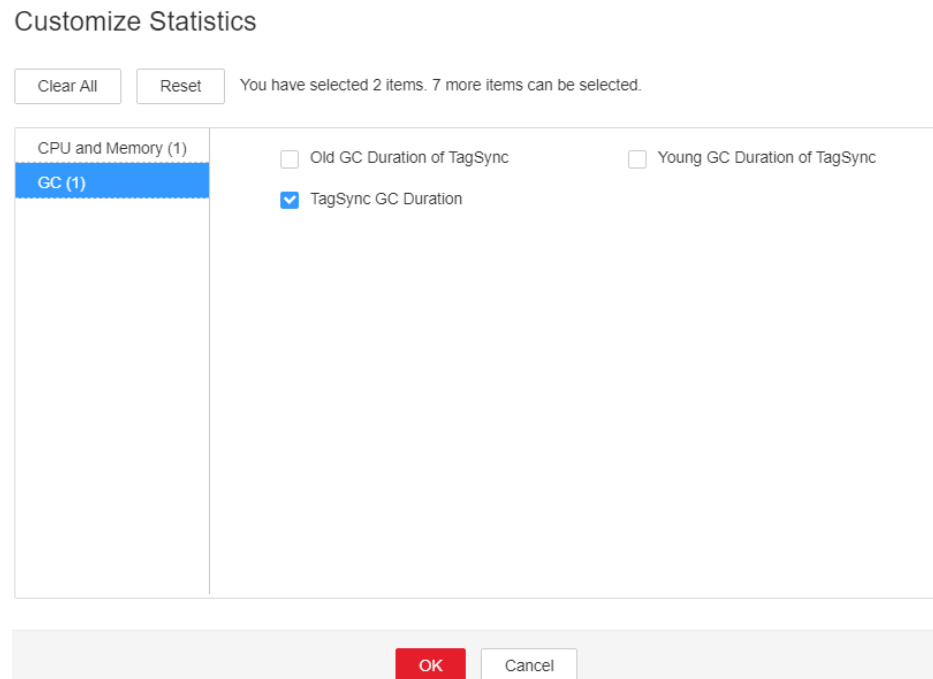 Customize Statistics
Clear All Reset You have selected 2 items. 7 more items can be selected.
CPU and Memory (1)
GC (1)
Old GC Duration of TagSync Young GC Duration of TagSync
TagSync GC Duration
OK Cancel